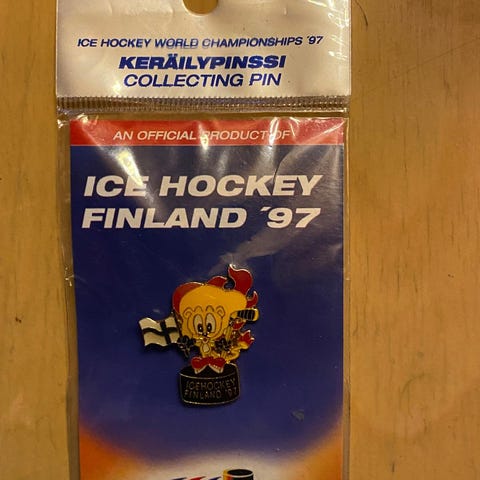 ICE HOCKEY WORLD CHAMPIONSHIPS '97
KERÄILYPINSSI
COLLECTING PIN
AN OFFICIAL PRODUCT OF
ICE HOCKEY
FINLAND ´97
ICEHOCKEY
FINLAND '97